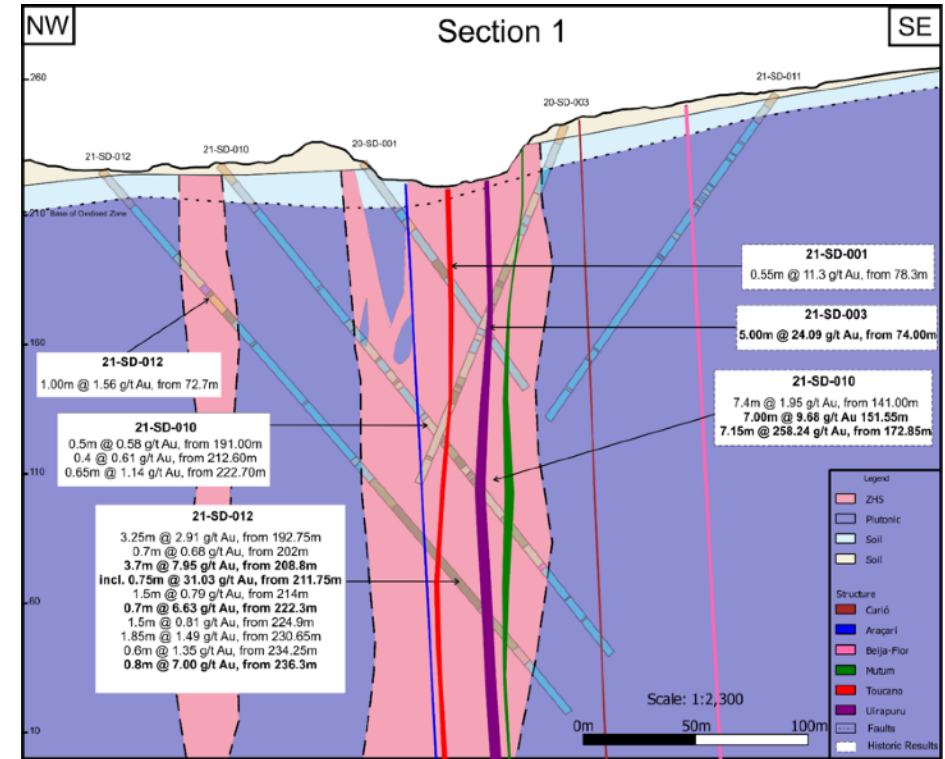 NW
Section 1
SE
260
21-SD-011
20-SD-003
21-SD-012
21-SD-010
20-SD-001
210
Base of Oxidised Zone
160
110
60
10
21-SD-001
0.55m @ 11.3 g/t Au, from 78.3m
21-SD-003
5.00m @ 24.09 g/t Au, from 74.00m
21-SD-012
1.00m @ 1.56 g/t Au, from 72.7m
21-SD-010
7.4m @ 1.95 g/t Au, from 141.00m
7.00m @ 9.68 g/t Au 151.55m
7.15m @ 258.24 g/t Au, from 172.85m
21-SD-010
0.5m @ 0.58 g/t Au, from 191.00m
0.4 @ 0.61 g/t Au, from 212.60m
0.65m @ 1.14 g/t Au, from 222.70m
21-SD-012
3.25m @ 2.91 g/t Au, from 192.75m
0.7m @ 0.68 g/t Au, from 202m
3.7m @ 7.95 g/t Au, from 208.8m
incl. 0.75m @ 31.03 g/t Au, from 211.75m
1.5m @ 0.79 g/t Au, from 214m
0.7m @ 6.63 g/t Au, from 222.3m
1.5m @ 0.81 g/t Au, from 224.9m
1.85m @ 1.49 g/t Au, from 230.65m
0.6m @ 1.35 g/t Au, from 234.25m
0.8m @ 7.00 g/t Au, from 236.3m
Legend
ZHS
Plutonic
Soil
Soil
Structure
Curió
Araçari
Beija-Flor
Mutum
Toucano
Uirapuru
Faults
Historic Results
Scale: 1:2,300
0m 50m 100m